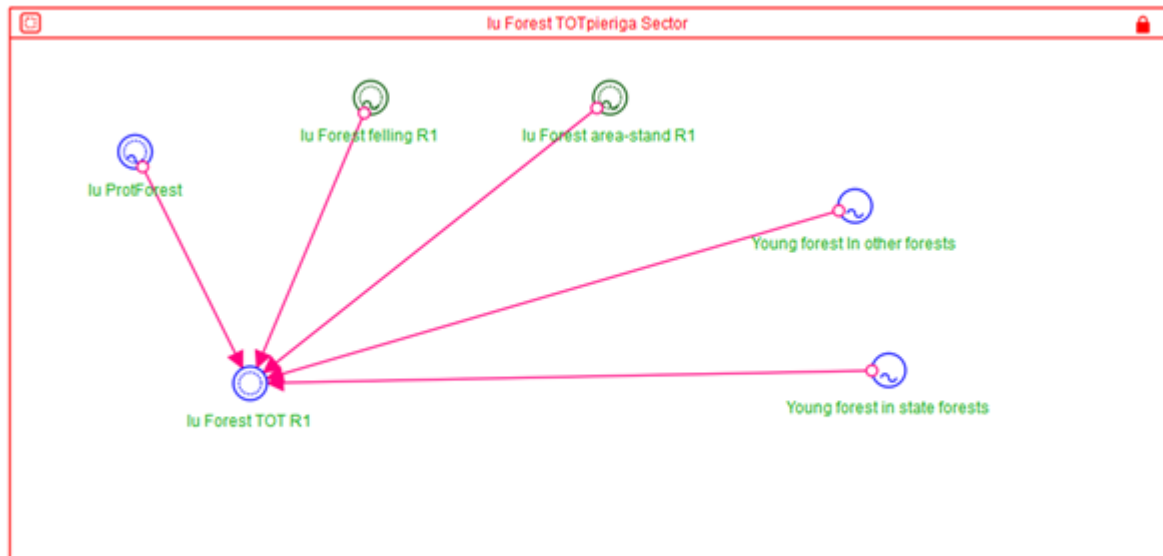 lu Forest TOTpieriga Sector
lu Forest felling R1
lu Forest area-stand R1
lu ProtForest
Young forest In other forests
Young forest in state forests
lu Forest TOT R1